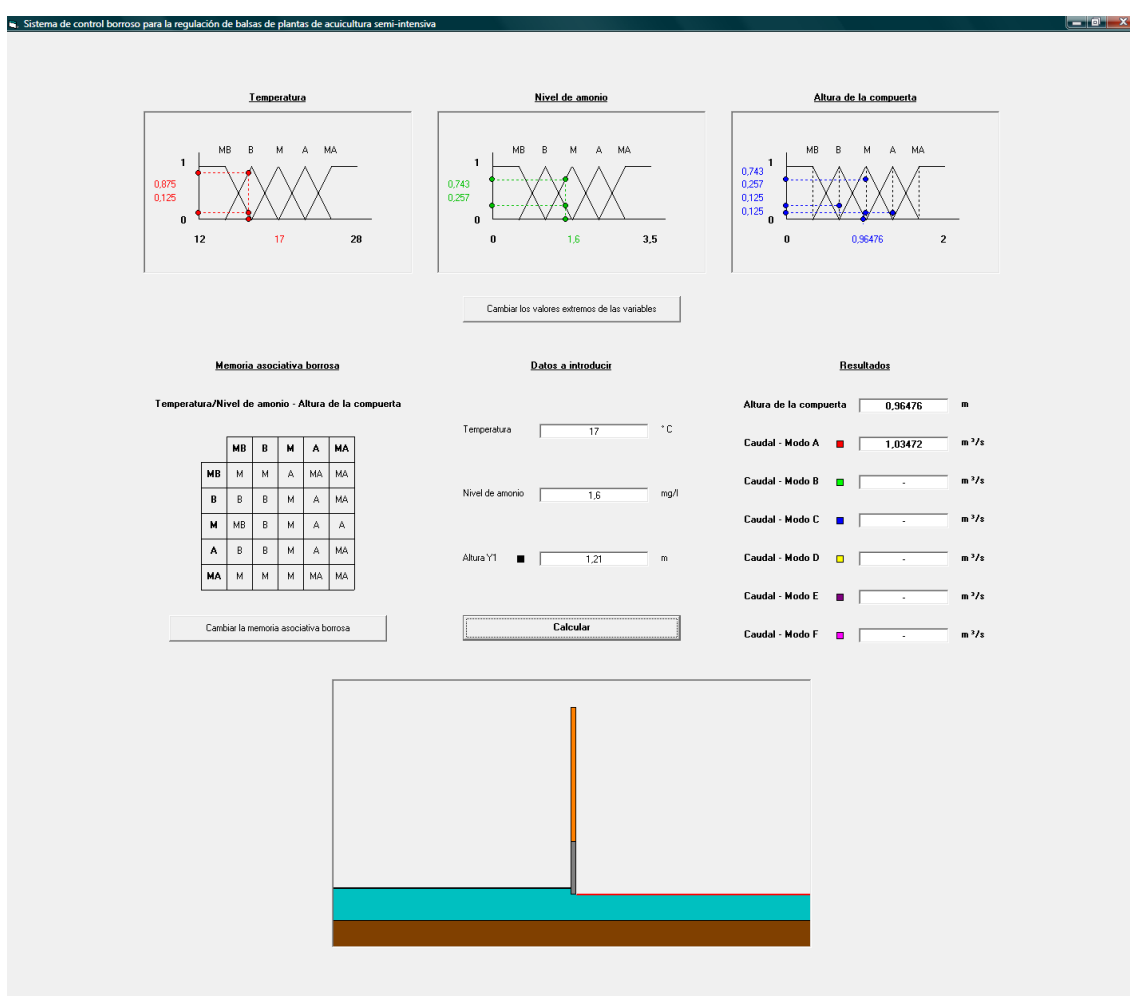 Sistema de control borroso para la regulación de balsas de plantas de acuicultura semi-intensiva
Temperatura
MB B M A MA
1
0,875
0,125
0
12 17 28
Nivel de amonio
MB B M A MA
1
0,743
0,257
0
0 1,6 3,5
Altura de la compuerta
MB B M A MA
1
0,743
0,257
0,125
0,125
0
0 0,96476 2
Cambiar los valores extremos de las variables
Memoria asociativa borrosa
Temperatura/Nivel de amonio - Altura de la compuerta
MB B M A MA
MB M M A MA MA
B B B M A MA
M MB B M A A
A B B M A MA
MA M M M MA MA
Cambiar la memoria asociativa borrosa
Datos a introducir
Temperatura 17 ° C
Nivel de amonio 1,6 mg/l
Altura Y1 1,21 m
Calcular
Resultados
Altura de la compuerta 0,96476 m
Caudal - Modo A 1,03472 m ³/s
Caudal - Modo B - m ³/s
Caudal - Modo C - m ³/s
Caudal - Modo D - m ³/s
Caudal - Modo E - m ³/s
Caudal - Modo F - m ³/s